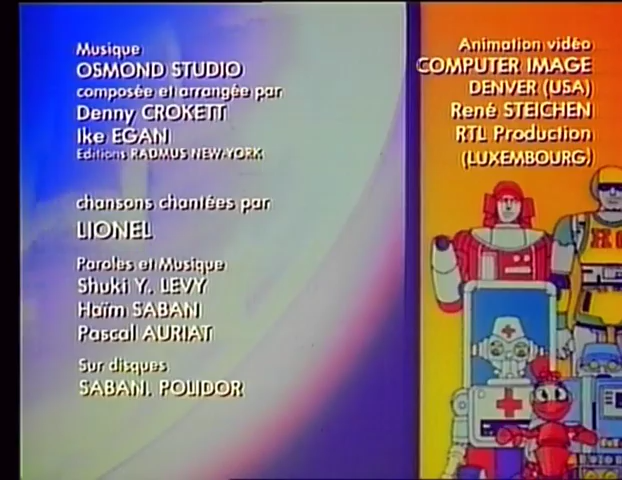 Musique
OSMOND STUDIO
composée et arrangée par
Denny CROKETT
Ike EGAN
Editions RADMUS NEW-YORK
chansons chantées par
LIONEL
Paroles et Musique
Shuki Y. LEVY
Haïm SABAN
Pascal AURIAT
Sur disques
SABAN. POLIDOR
Animation vidéo
COMPUTER IMAGE
DENVER (USA)
René STEICHEN
RTL Production
(LUXEMBOURG)